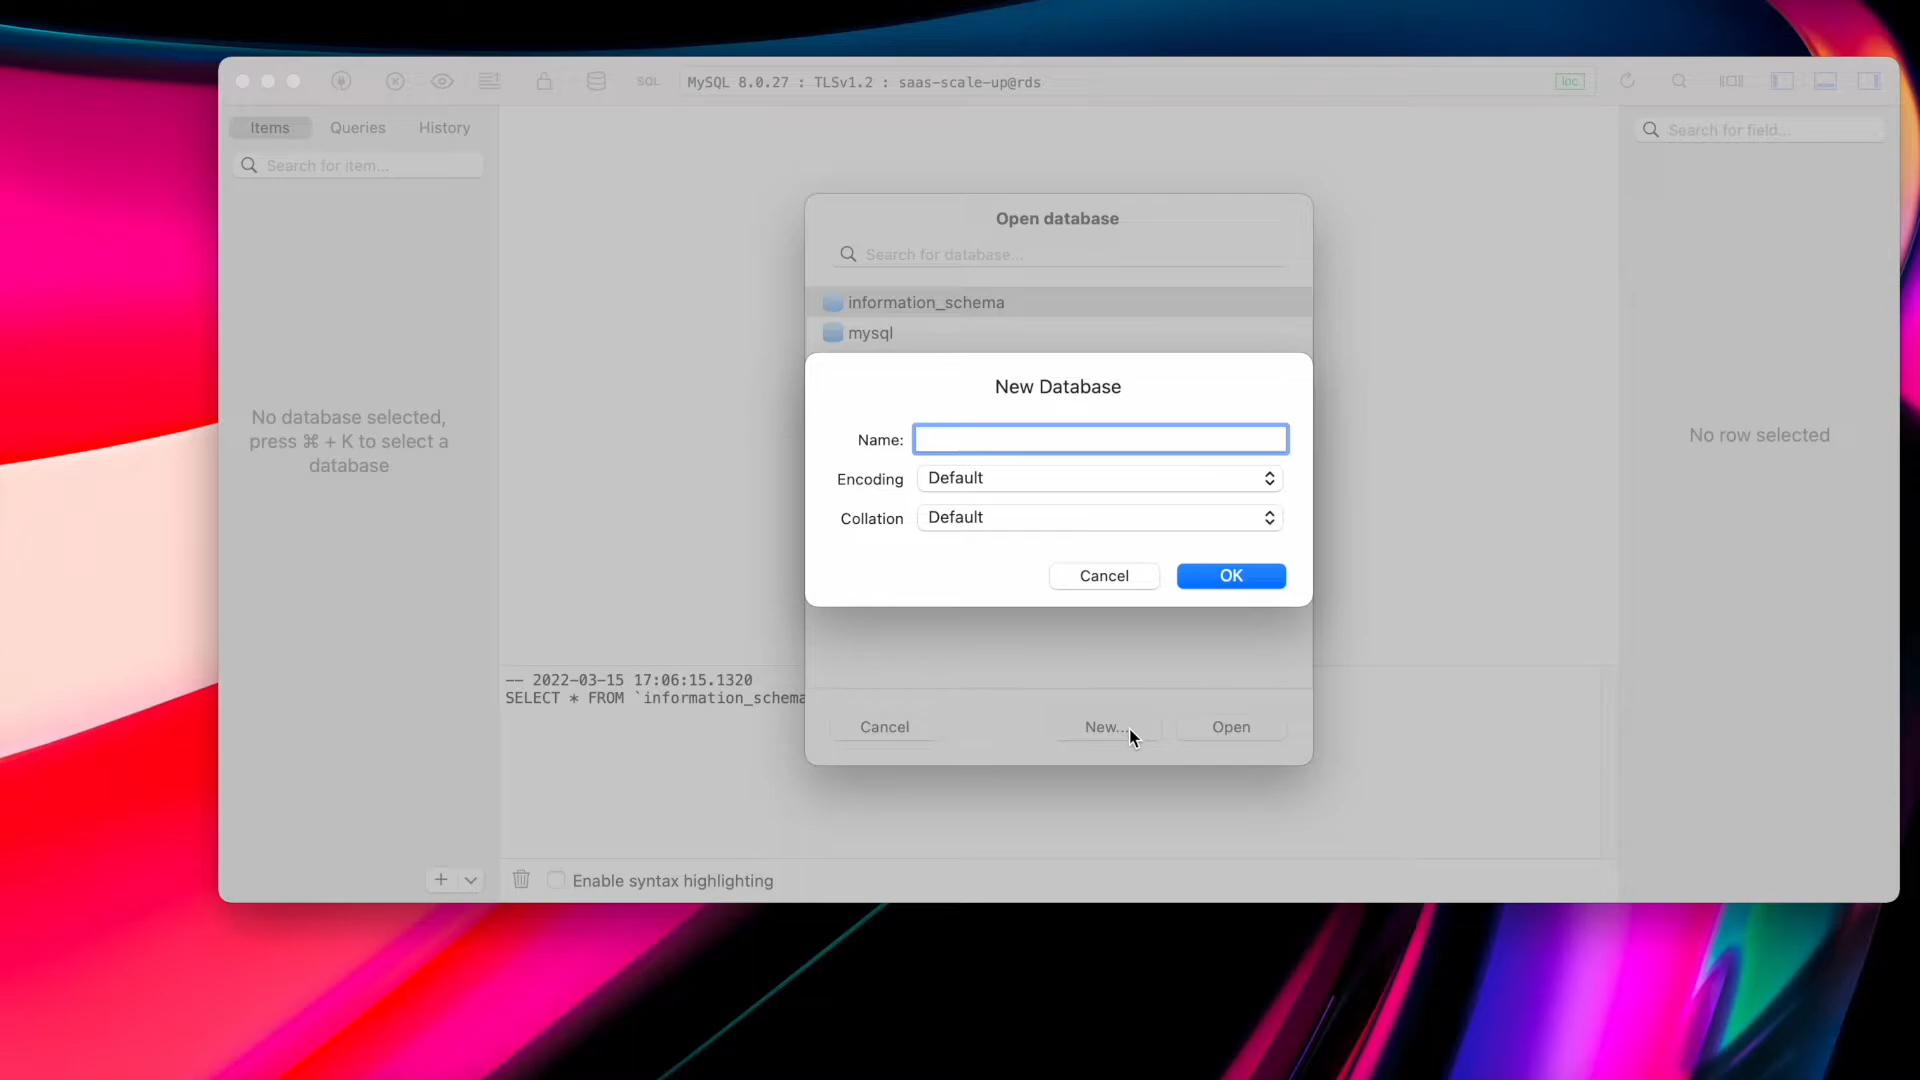 SQL
MySQL 8.0.27 : TLSv1.2 : saas-scale-up@rds
loc
Items
Queries
History
Search for item...
Search for field...
Open database
Search for database...
information_schema
mysql
New Database
Name:
Encoding
Default
Collation
Default
Cancel
OK
No database selected,
press ⌘ + K to select a
database
No row selected
-- 2022-03-15 17:06:15.1320
SELECT * FROM `information_schema
Cancel
New...
Open
Enable syntax highlighting